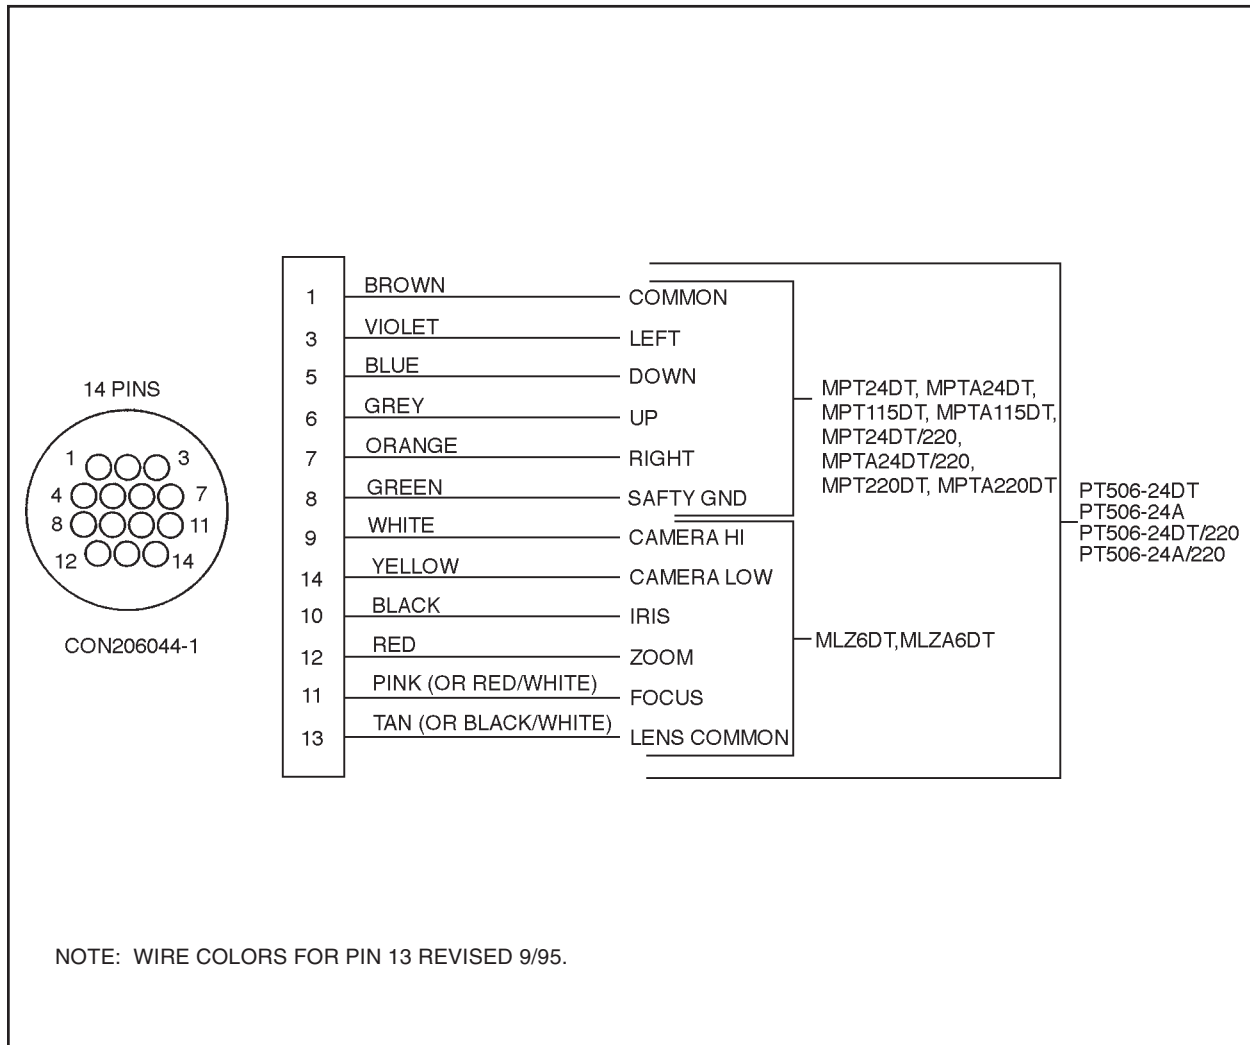 14 PINS
1 3
4 7
8 11
12 14
CON206044-1
1 BROWN COMMON
3 VIOLET LEFT
5 BLUE DOWN
6 GREY UP
7 ORANGE RIGHT
8 GREEN SAFTY GND
9 WHITE CAMERA HI
14 YELLOW CAMERA LOW
10 BLACK IRIS
12 RED ZOOM
11 PINK (OR RED/WHITE) FOCUS
13 TAN (OR BLACK/WHITE) LENS COMMON
MPT24DT, MPTA24DT,
MPT115DT, MPTA115DT,
MPT24DT/220,
MPTA24DT/220,
MPT220DT, MPTA220DT
MLZ6DT,MLZA6DT
PT506-24DT
PT506-24A
PT506-24DT/220
PT506-24A/220
NOTE: WIRE COLORS FOR PIN 13 REVISED 9/95.